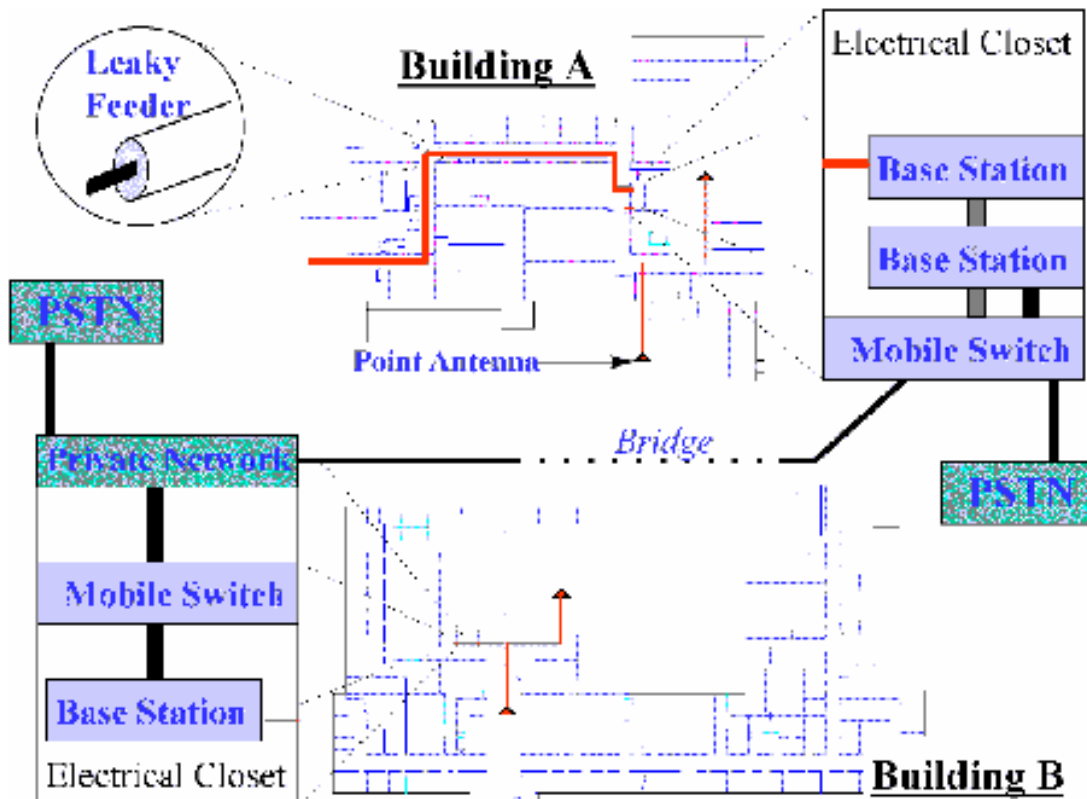 Leaky
Feeder
Building A
Electrical Closet
Base Station
Base Station
Mobile Switch
Point Antenna
PSTN
Bridge
PSTN
Private Network
Mobile Switch
Base Station
Electrical Closet
Building B